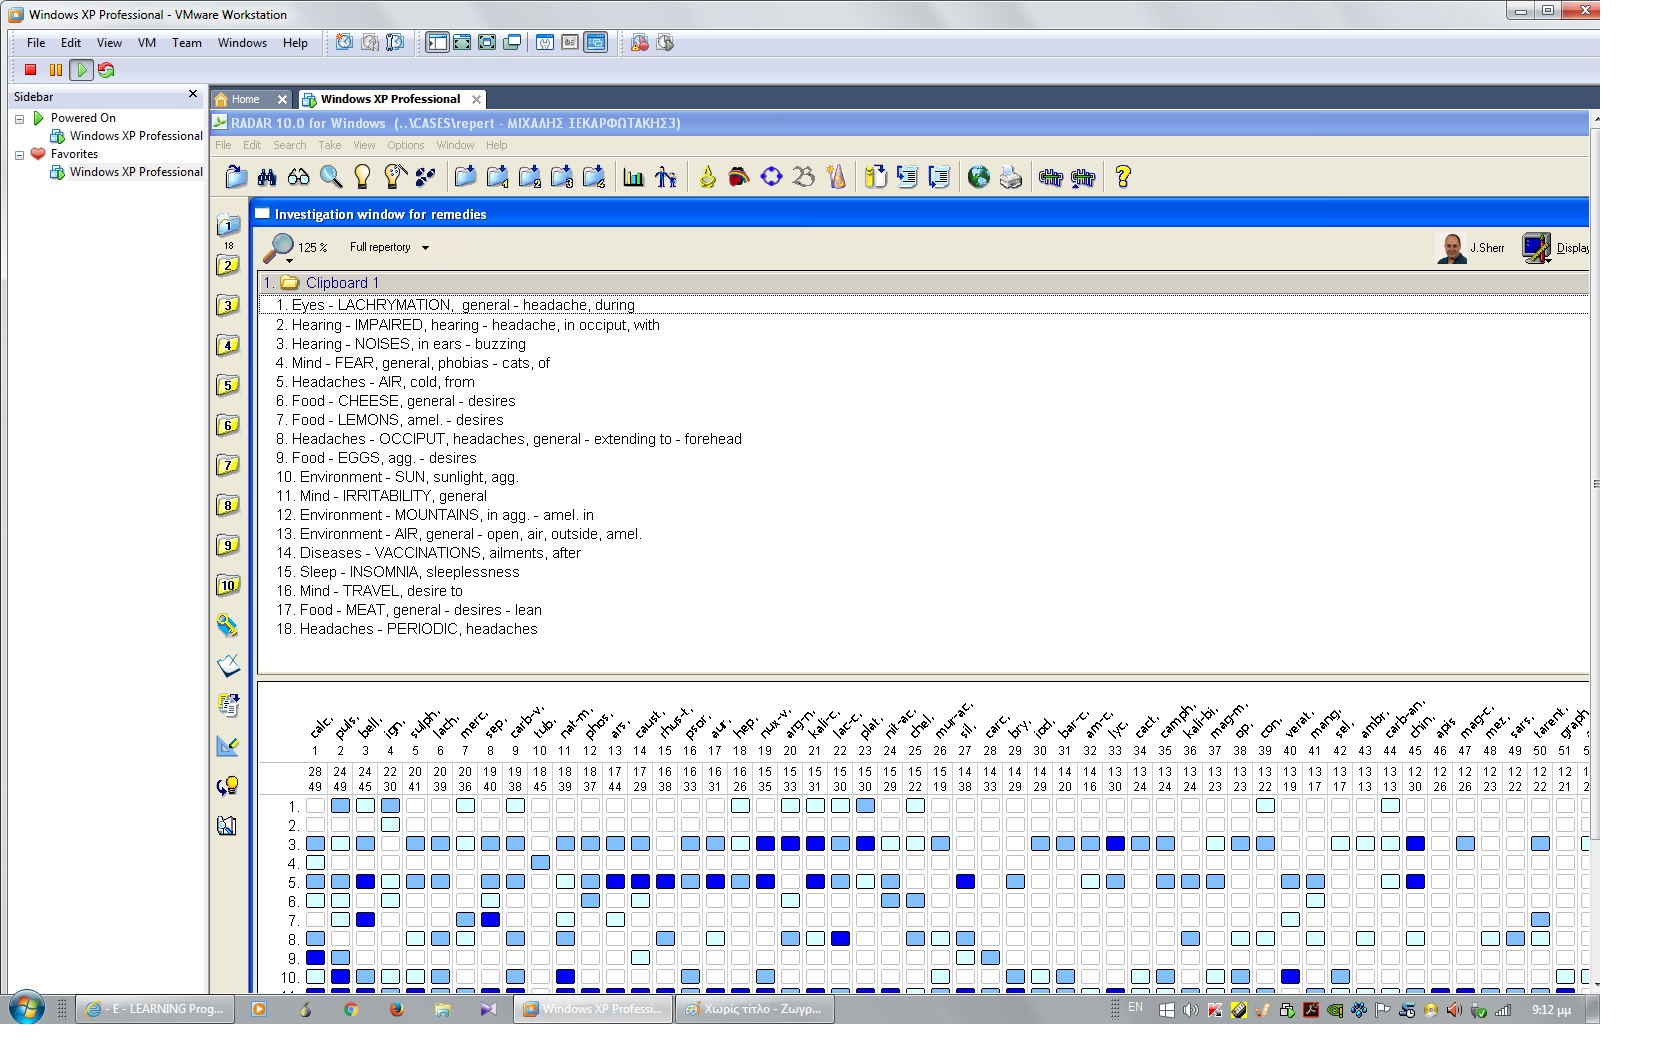 Windows XP Professional - VMware Workstation
File Edit View VM Team Windows Help
Sidebar
Powered On
Windows XP Professional
Favorites
Windows XP Professional
Home
Windows XP Professional
RADAR 10.0 for Windows (..\CASES\repert - ΜΙΧΑΛΗΣ ΞΕΚΑΡΦΩΤΑΚΗΣ3)
File Edit Search Take View Options Window Help
Investigation window for remedies
125 % Full repertory J.Sherr Display
1. Clipboard 1
1. Eyes - LACHRYMATION, general - headache, during
2. Hearing - IMPAIRED, hearing - headache, in occiput, with
3. Hearing - NOISES, in ears - buzzing
4. Mind - FEAR, general, phobias - cats, of
5. Headaches - AIR, cold, from
6. Food - CHEESE, general - desires
7. Food - LEMONS, amel. - desires
8. Headaches - OCCIPUT, headaches, general - extending to - forehead
9. Food - EGGS, agg. - desires
10. Environment - SUN, sunlight, agg.
11. Mind - IRRITABILITY, general
12. Environment - MOUNTAINS, in agg. - amel. in
13. Environment - AIR, general - open, air, outside, amel.
14. Diseases - VACCINATIONS, ailments, after
15. Sleep - INSOMNIA, sleeplessness
16. Mind - TRAVEL, desire to
17. Food - MEAT, general - desires - lean
18. Headaches - PERIODIC, headaches
1
18
2
3
4
5
6
7
8
9
10
calc. puls. bell. ign. sulph. lach. merc. sep. carb-v. tub. nat-m. phos. ars. caust. rhus-t. psor. aur. hep. nux-v. arg-n. kali-c. lac-c. plat. nit-ac. chel. mur-ac. sil. carc. bry. iod. bar-c. am-c. lyc. cact. camph. kali-bi. mag-m. op. con. verat. mang. sel. ambr. carb-an. chin. apis mag-c. mez. sars. tarent. graph
1 2 3 4 5 6 7 8 9 10 11 12 13 14 15 16 17 18 19 20 21 22 23 24 25 26 27 28 29 30 31 32 33 34 35 36 37 38 39 40 41 42 43 44 45 46 47 48 49 50 51 5
28 24 24 22 20 20 20 19 19 18 18 18 17 17 16 16 16 16 15 15 15 15 15 15 15 15 14 14 14 14 14 14 13 13 13 13 13 13 13 13 13 13 13 13 12 12 12 12 12 12 12 1
49 49 45 30 41 39 36 40 38 45 39 37 44 29 38 33 31 26 35 33 31 30 30 29 22 19 38 33 29 29 24 24 30 24 24 24 23 23 22 19 17 17 13 13 30 26 26 23 22 22 21 2
1.
2.
3.
4.
5.
6.
7.
8.
9.
10.
- E - LEARNING Prog... Windows XP Professi... Χωρίς τίτλο - Ζωγρ... EN 9:12 μμ